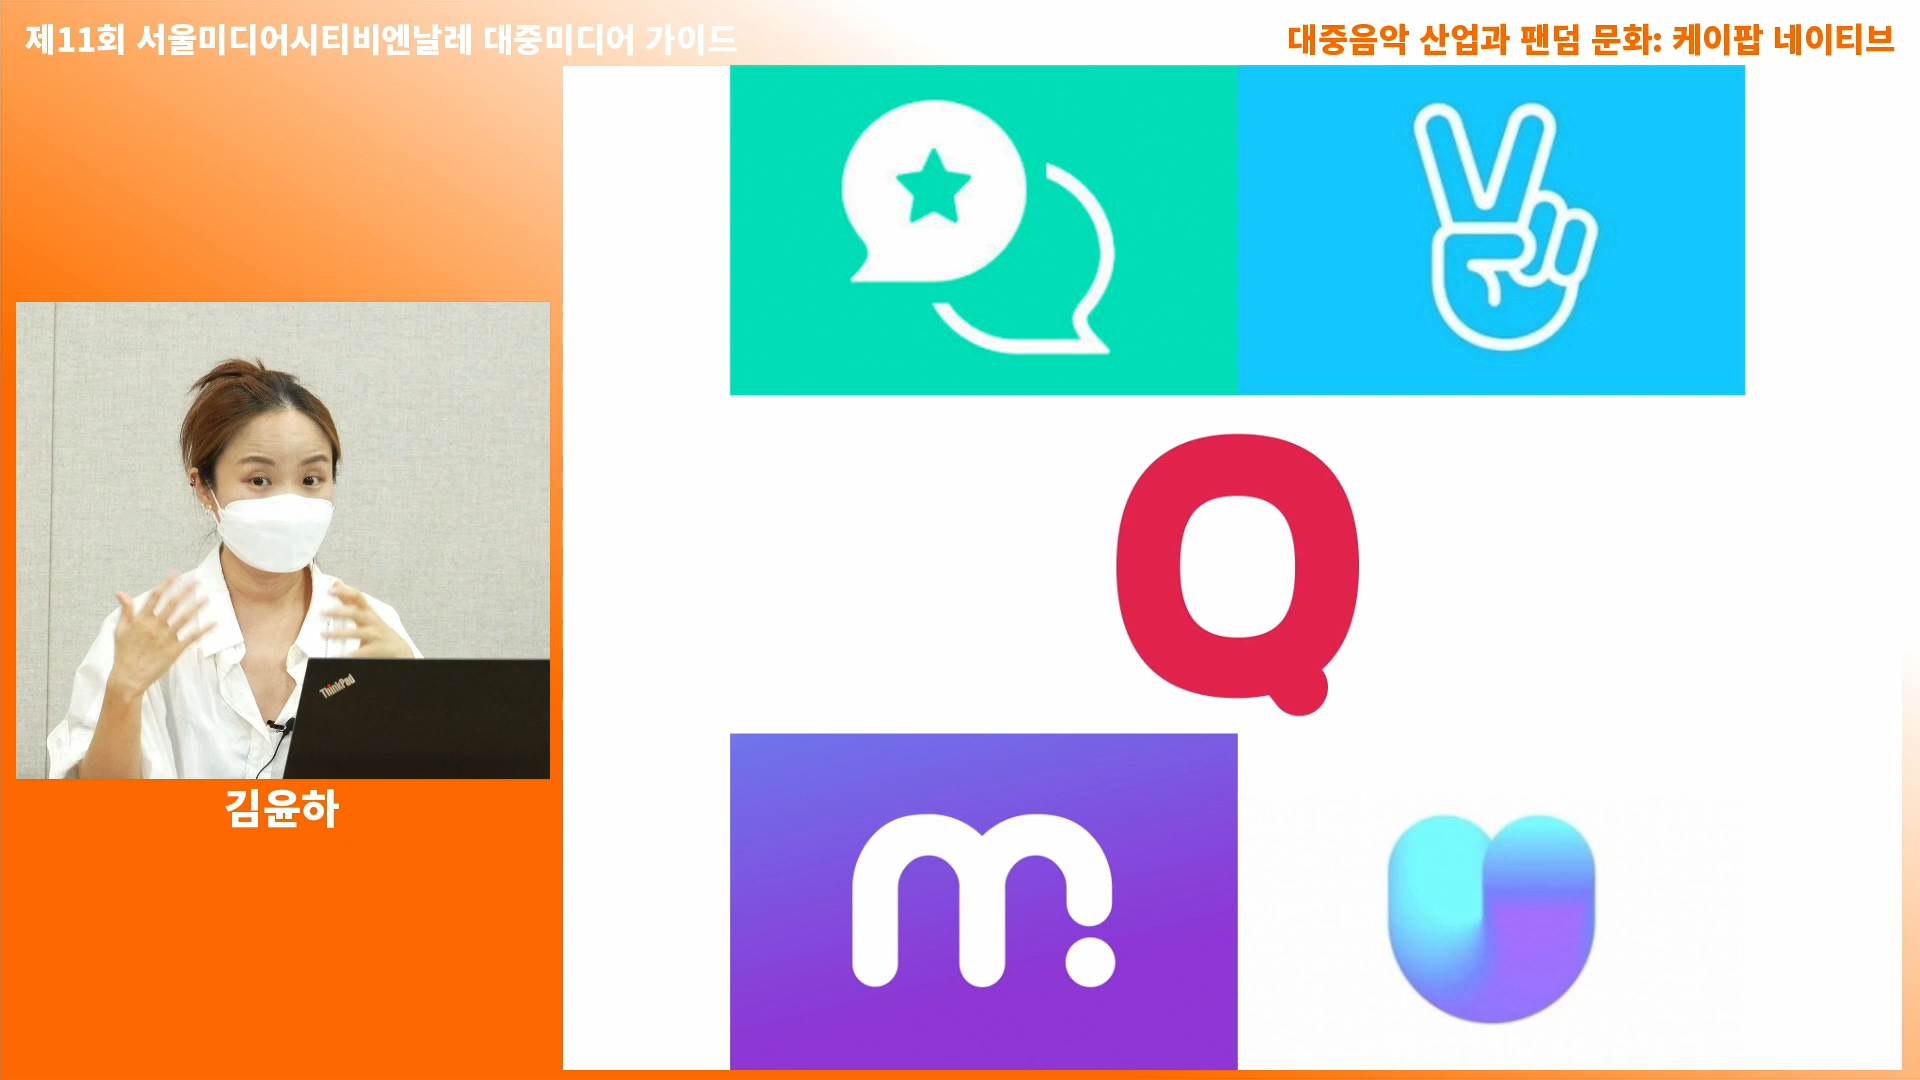 제11회 서울미디어시티비엔날레 대중미디어 가이드
대중음악 산업과 팬덤 문화: 케이팝 네이티브
Q
m
ThinkPad
김윤하